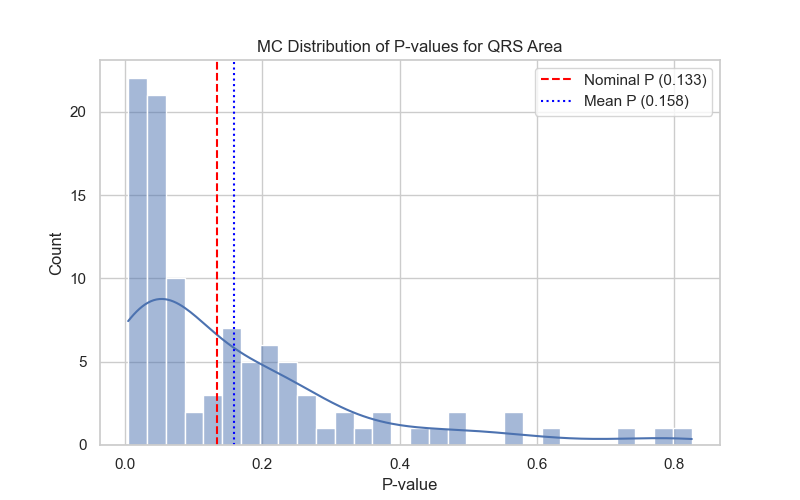 MC Distribution of P-values for QRS Area
Nominal P (0.133)
Mean P (0.158)
20
15
10
5
0
Count
0.0 0.2 0.4 0.6 0.8
P-value